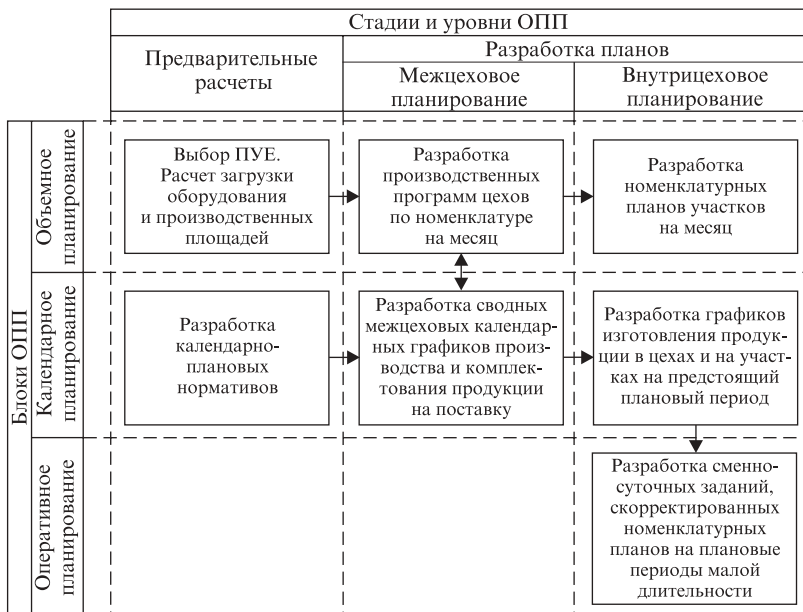 Стадии и уровни ОПП
Предварительные
расчеты
Разработка планов
Межцеховое
планирование
Внутрицеховое
планирование
Блоки ОПП
Объемное
планирование
Выбор ПУЕ.
Расчет загрузки
оборудования
и производственных
площадей
Разработка
производственных
программ цехов
по номенклатуре
на месяц
Разработка
номенклатурных
планов участков
на месяц
Календарное
планирование
Разработка
календарно-
плановых
нормативов
Разработка сводных
межцеховых календар-
ных графиков произ-
водства и комплек-
тования продукции
на поставку
Разработка графиков
изготовления продук-
ции в цехах и на участ-
ках на предстоящий
плановый период
Оперативное
планирование
Разработка сменно-
суточных заданий,
скорректированных
номенклатурных
планов на плановые
периоды малой
длительности